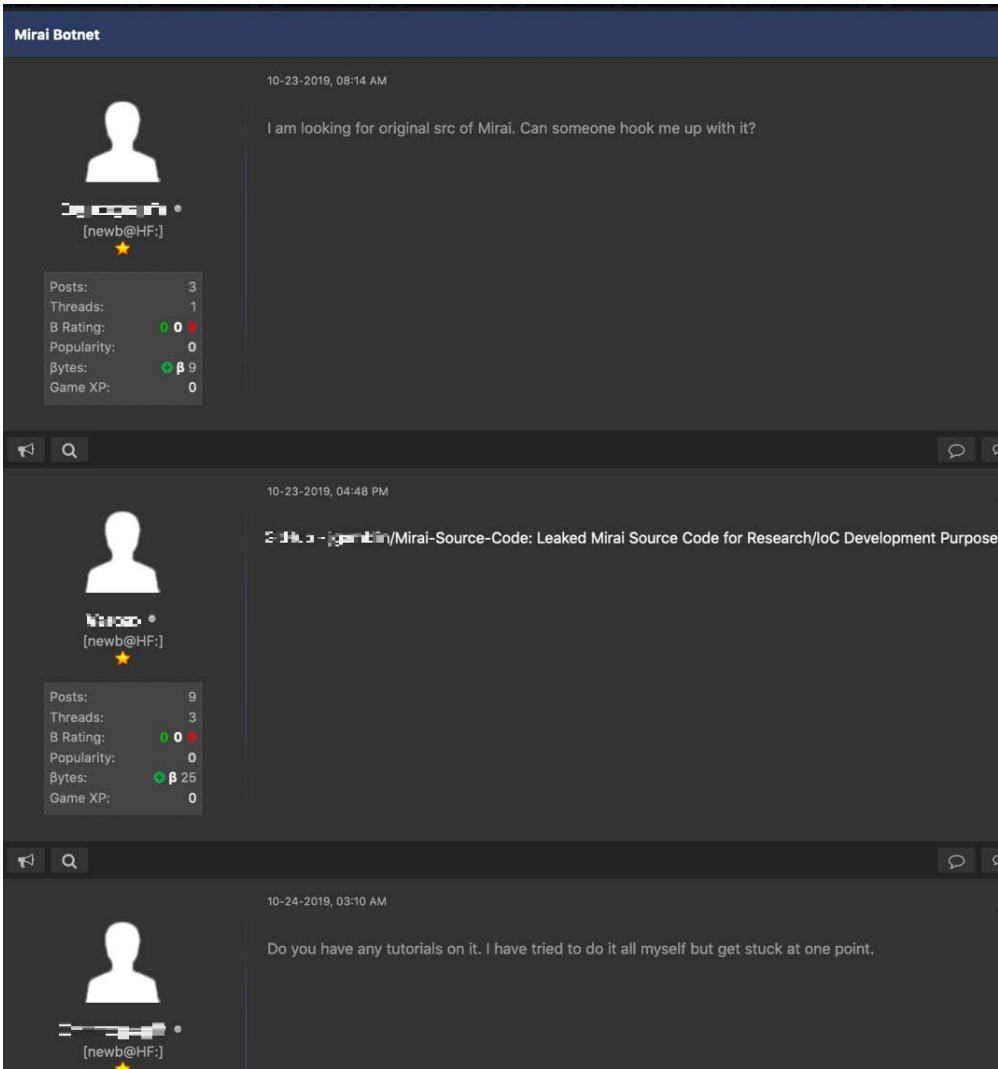 Mirai Botnet
10-23-2019, 08:14 AM
I am looking for original src of Mirai. Can someone hook me up with it?
[newb@HF:]
Posts: 3
Threads: 1
B Rating: 0 0 0
Popularity: 0
βytes: β 9
Game XP: 0
10-23-2019, 04:48 PM
/Mirai-Source-Code: Leaked Mirai Source Code for Research/IoC Development Purpose
[newb@HF:]
Posts: 9
Threads: 3
B Rating: 0 0 0
Popularity: 0
βytes: β 25
Game XP: 0
10-24-2019, 03:10 AM
Do you have any tutorials on it. I have tried to do it all myself but get stuck at one point.
[newb@HF:]